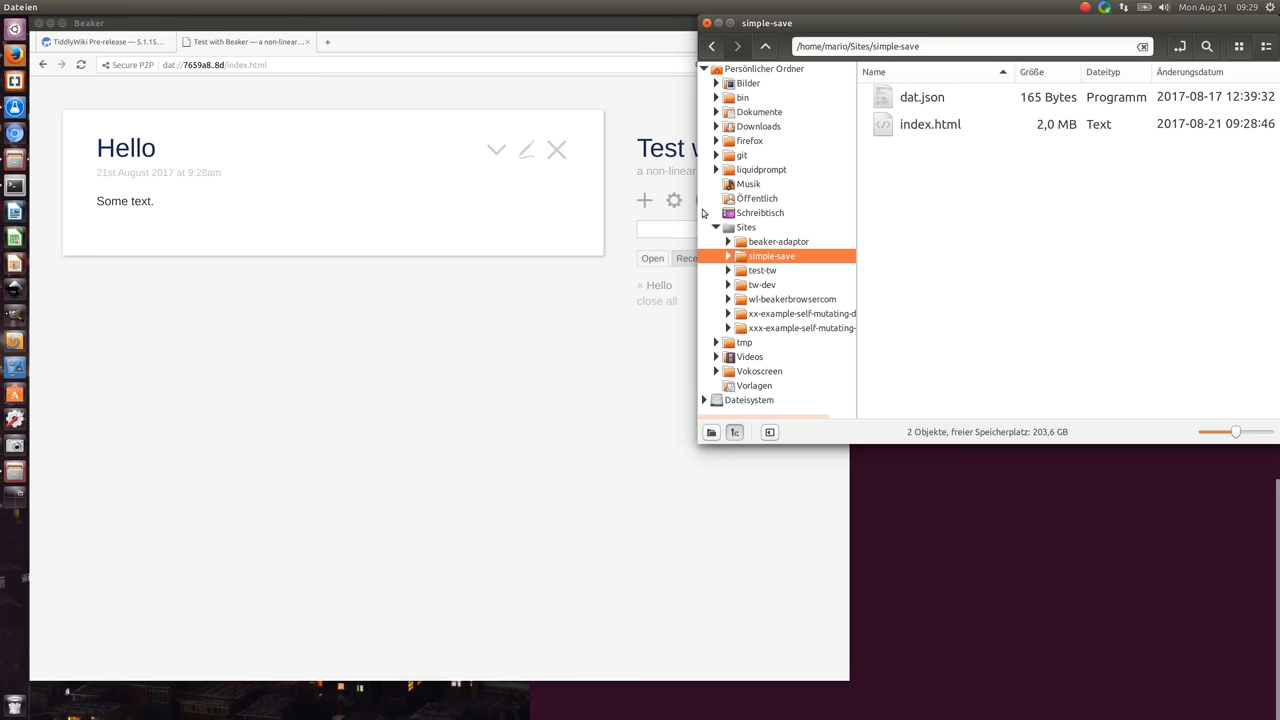 Dateien
Mon Aug 21 09:29
Beaker
TiddlyWiki Pre-release — 5.1.15...
Test with Beaker — a non-linear...
Secure P2P
dat://7659a8..8d/index.html
Hello
21st August 2017 at 9:28am
Some text.
Test w
a non-linear
Open
Rece
× Hello
close all
simple-save
/home/mario/Sites/simple-save
Persönlicher Ordner
Bilder
bin
Dokumente
Downloads
firefox
git
liquidprompt
Musik
Öffentlich
Schreibtisch
Sites
beaker-adaptor
simple-save
test-tw
tw-dev
wl-beakerbrowsercom
xx-example-self-mutating-d
xxx-example-self-mutating-
tmp
Videos
Vokoscreen
Vorlagen
Dateisystem
Name Größe Dateityp Änderungsdatum
dat.json 165 Bytes Programm 2017-08-17 12:39:32
index.html 2,0 MB Text 2017-08-21 09:28:46
2 Objekte, freier Speicherplatz: 203,6 GB